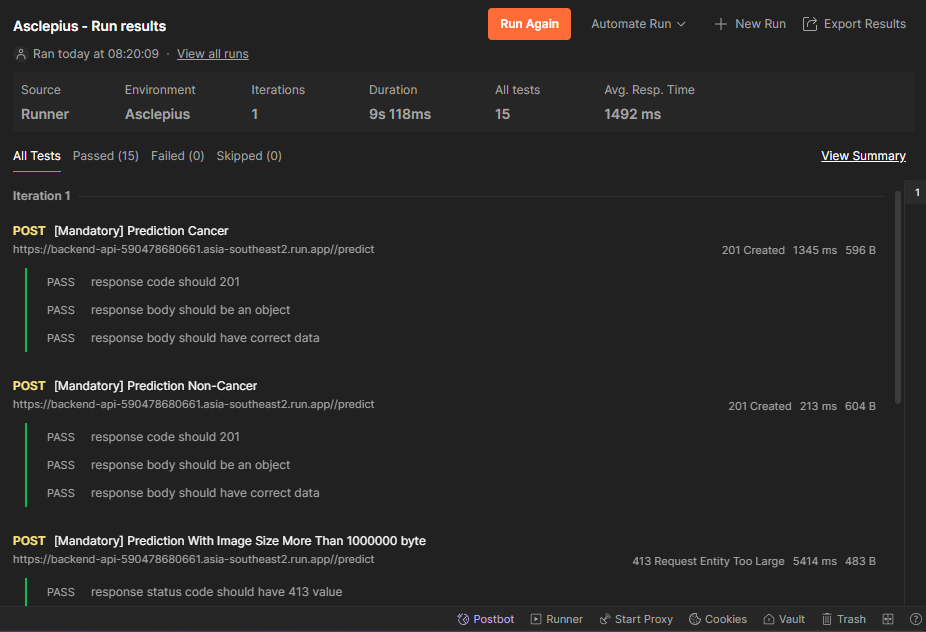 Asclepius - Run results
Run Again
Automate Run
New Run
Export Results
Ran today at 08:20:09 · View all runs
Source Environment Iterations Duration All tests Avg. Resp. Time
Runner Asclepius 1 9s 118ms 15 1492 ms
All Tests Passed (15) Failed (0) Skipped (0) View Summary
Iteration 1
1
POST [Mandatory] Prediction Cancer
https://backend-api-590478680661.asia-southeast2.run.app//predict
201 Created 1345 ms 596 B
PASS response code should 201
PASS response body should be an object
PASS response body should have correct data
POST [Mandatory] Prediction Non-Cancer
https://backend-api-590478680661.asia-southeast2.run.app//predict
201 Created 213 ms 604 B
PASS response code should 201
PASS response body should be an object
PASS response body should have correct data
POST [Mandatory] Prediction With Image Size More Than 1000000 byte
https://backend-api-590478680661.asia-southeast2.run.app//predict
413 Request Entity Too Large 5414 ms 483 B
PASS response status code should have 413 value
Postbot Runner Start Proxy Cookies Vault Trash